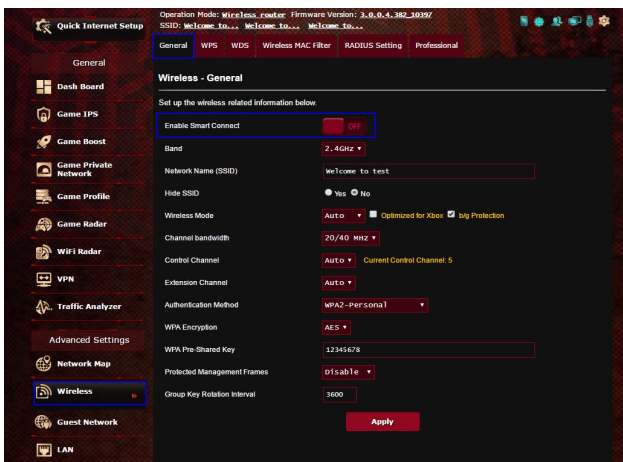 Quick Internet Setup
Operation Mode: Wireless router Firmware Version: 3.0.0.4.382_10397
SSID: Welcome to... Welcome to... Welcome to...
General WPS WDS Wireless MAC Filter RADIUS Setting Professional
General
Dash Board
Game IPS
Game Boost
Game Private
Network
Game Profile
Game Radar
WiFi Radar
VPN
Traffic Analyzer
Advanced Settings
Network Map
Wireless
Guest Network
LAN
Wireless - General
Set up the wireless related information below.
Enable Smart Connect OFF
Band 2.4GHz
Network Name (SSID) Welcome to test
Hide SSID Yes No
Wireless Mode Auto Optimized for Xbox b/g Protection
Channel bandwidth 20/40 MHz
Control Channel Auto Current Control Channel: 5
Extension Channel Auto
Authentication Method WPA2-Personal
WPA Encryption AES
WPA Pre-Shared Key 12345678
Protected Management Frames Disable
Group Key Rotation Interval 3600
Apply